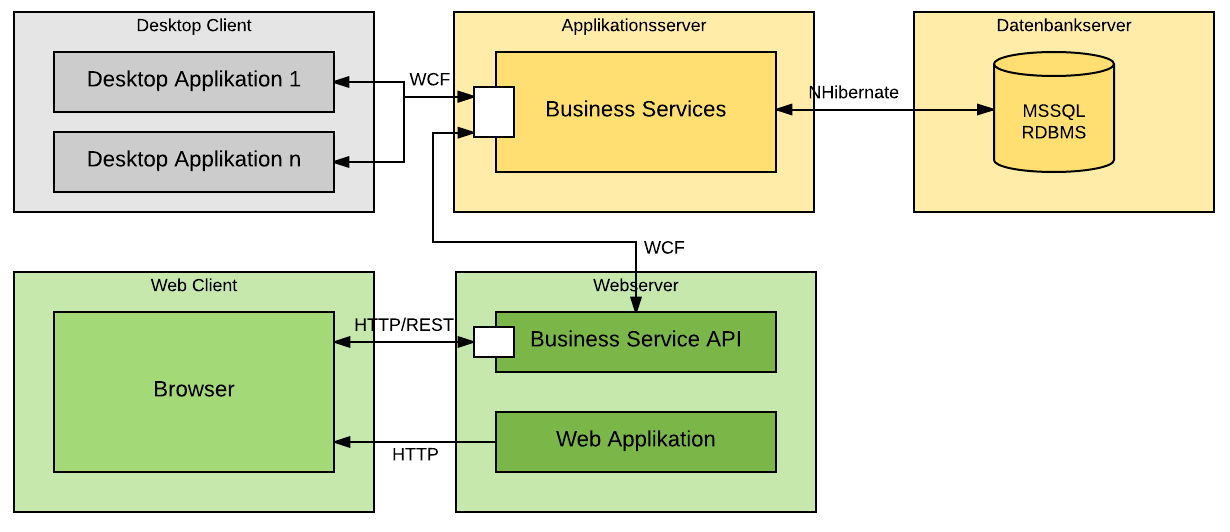 Desktop Client
Desktop Applikation 1
Desktop Applikation n
WCF
Applikationsserver
Business Services
NHibernate
Datenbankserver
MSSQL
RDBMS
WCF
Web Client
Browser
HTTP/REST
HTTP
Webserver
Business Service API
Web Applikation